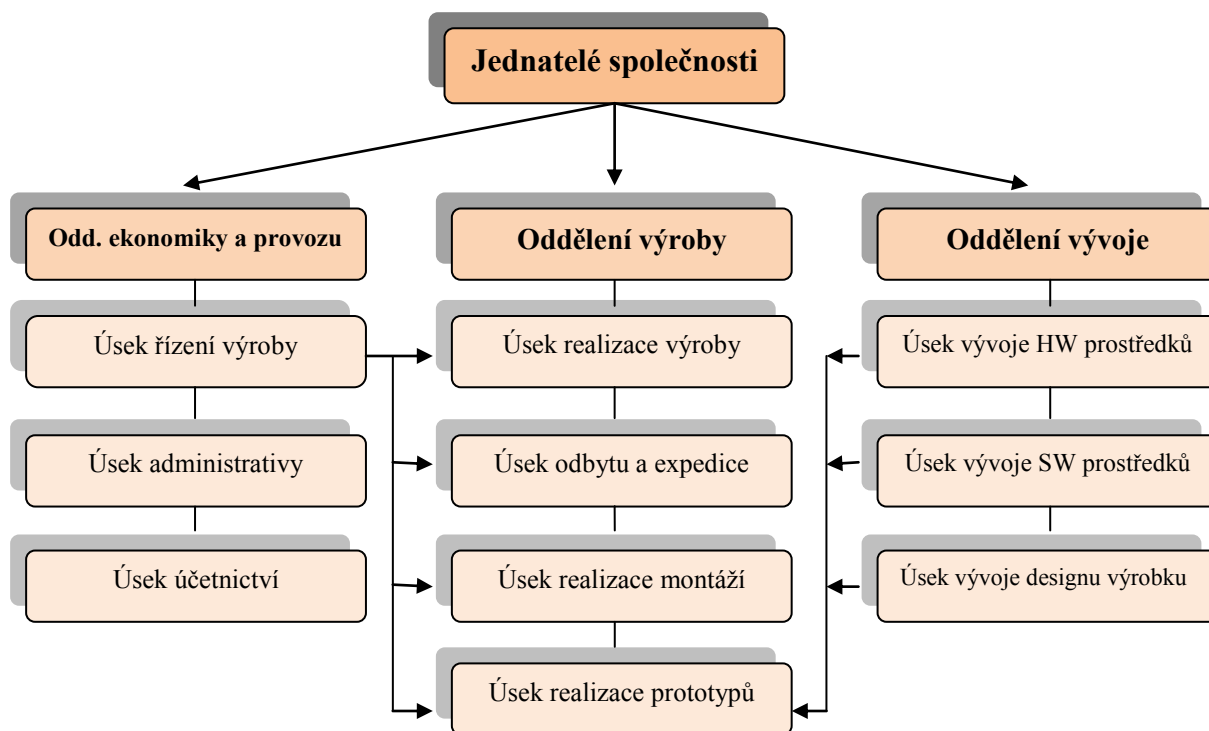 Jednatelé společnosti
Odd. ekonomiky a provozu
Oddělení výroby
Oddělení vývoje
Úsek řízení výroby
Úsek realizace výroby
Úsek vývoje HW prostředků
Úsek administrativy
Úsek odbytu a expedice
Úsek vývoje SW prostředků
Úsek účetnictví
Úsek realizace montáží
Úsek vývoje designu výrobku
Úsek realizace prototypů